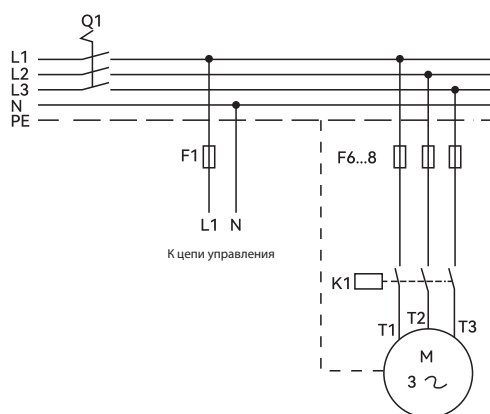 Q1
L1
L2
L3
N
PE
F1
F6...8
L1 N
К цепи управления
K1
T1
T2
T3
M
3